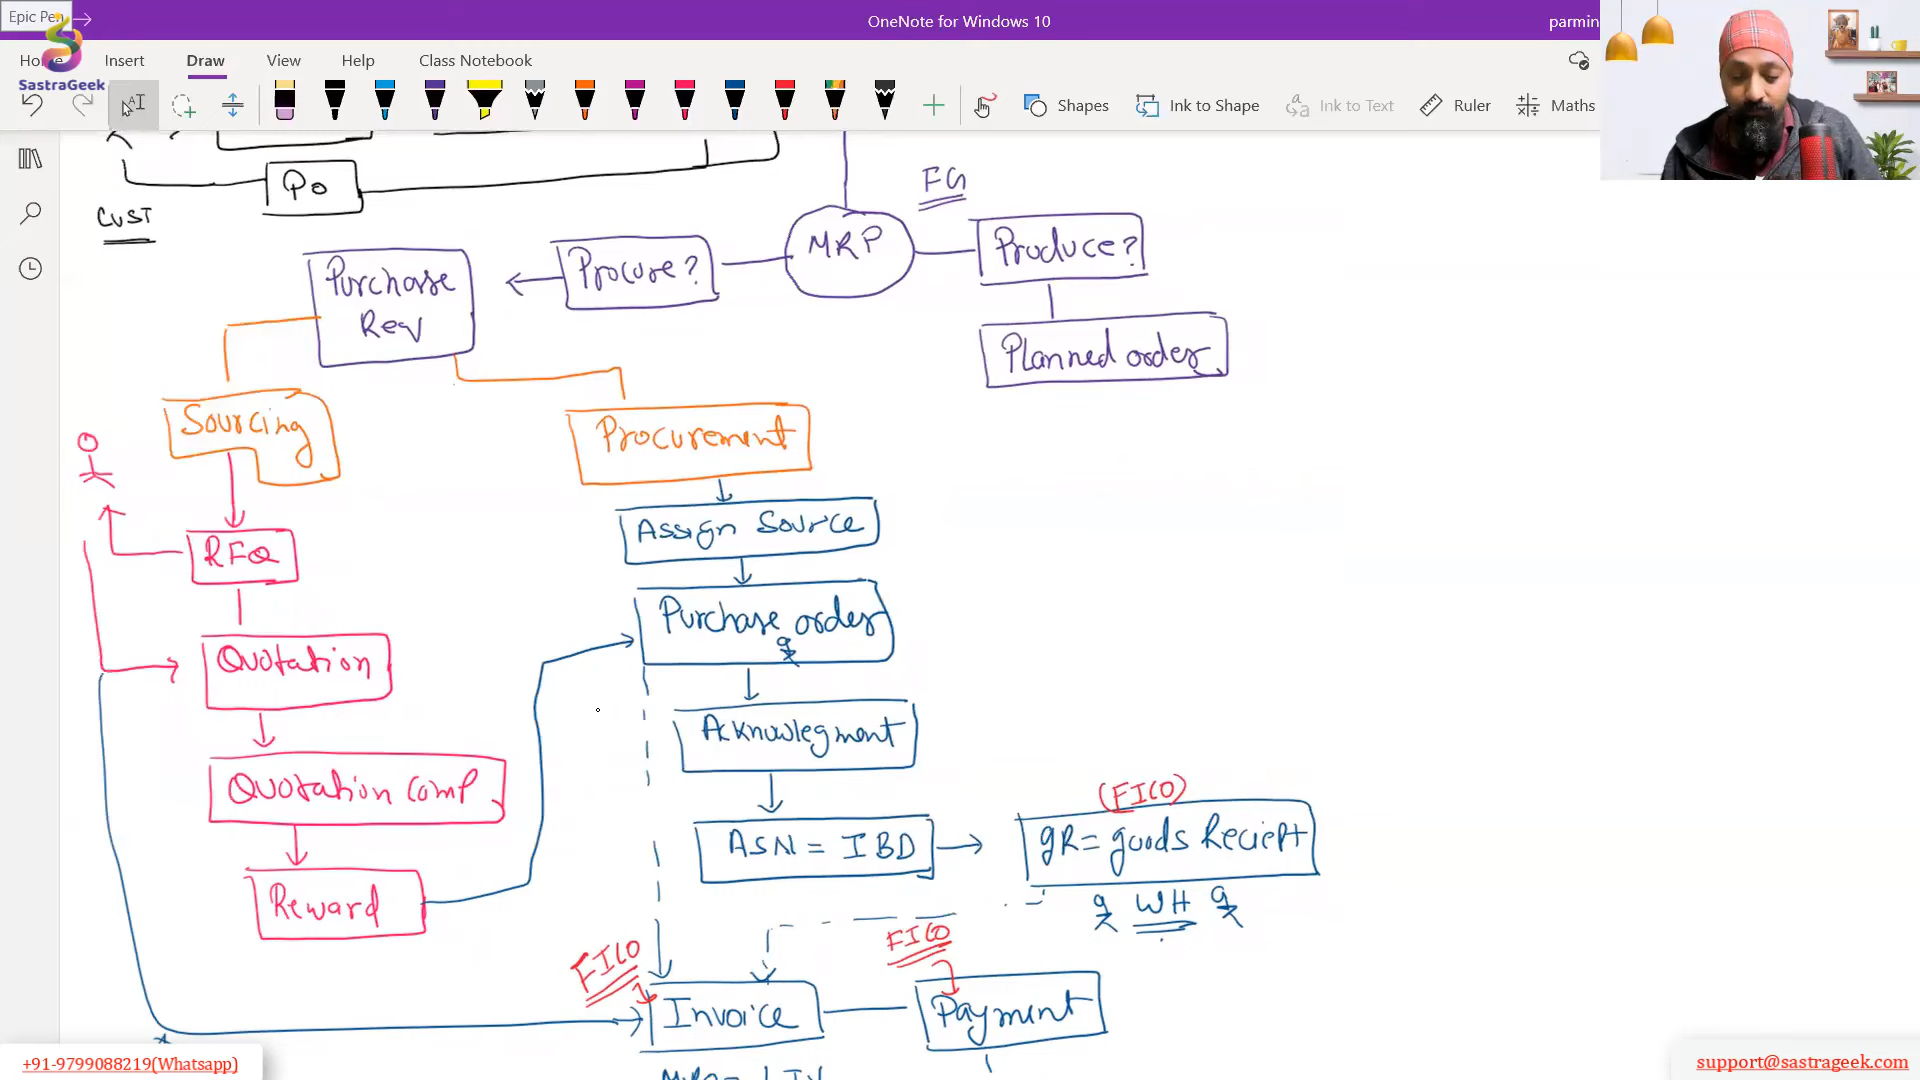 Epic Pen
OneNote for Windows 10
parmin
SastraGeek
Insert
Draw
View
Help
Class Notebook
Shapes
Ink to Shape
Ink to Text
Ruler
Maths
PO
CUST
FG
MRP
Produce?
Procure?
Purchase
Req
Planned order
Sourcing
Procurement
Assign Source
RFQ
Purchase order
Quotation
Acknowlegment
Quotation Comp
(FICO)
ASN = IBD
GR = goods Reciept
WH
Reward
FICO
FICO
Invoice
Payment
+91-9799088219(Whatsapp)
support@sastrageek.com